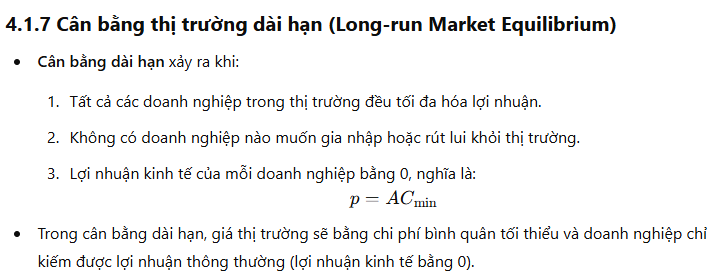 4.1.7 Cân bằng thị trường dài hạn (Long-run Market Equilibrium)
• Cân bằng dài hạn xảy ra khi:
1. Tất cả các doanh nghiệp trong thị trường đều tối đa hóa lợi nhuận.
2. Không có doanh nghiệp nào muốn gia nhập hoặc rút lui khỏi thị trường.
3. Lợi nhuận kinh tế của mỗi doanh nghiệp bằng 0, nghĩa là:
p = AC_min
• Trong cân bằng dài hạn, giá thị trường sẽ bằng chi phí bình quân tối thiểu và doanh nghiệp chỉ
kiếm được lợi nhuận thông thường (lợi nhuận kinh tế bằng 0).